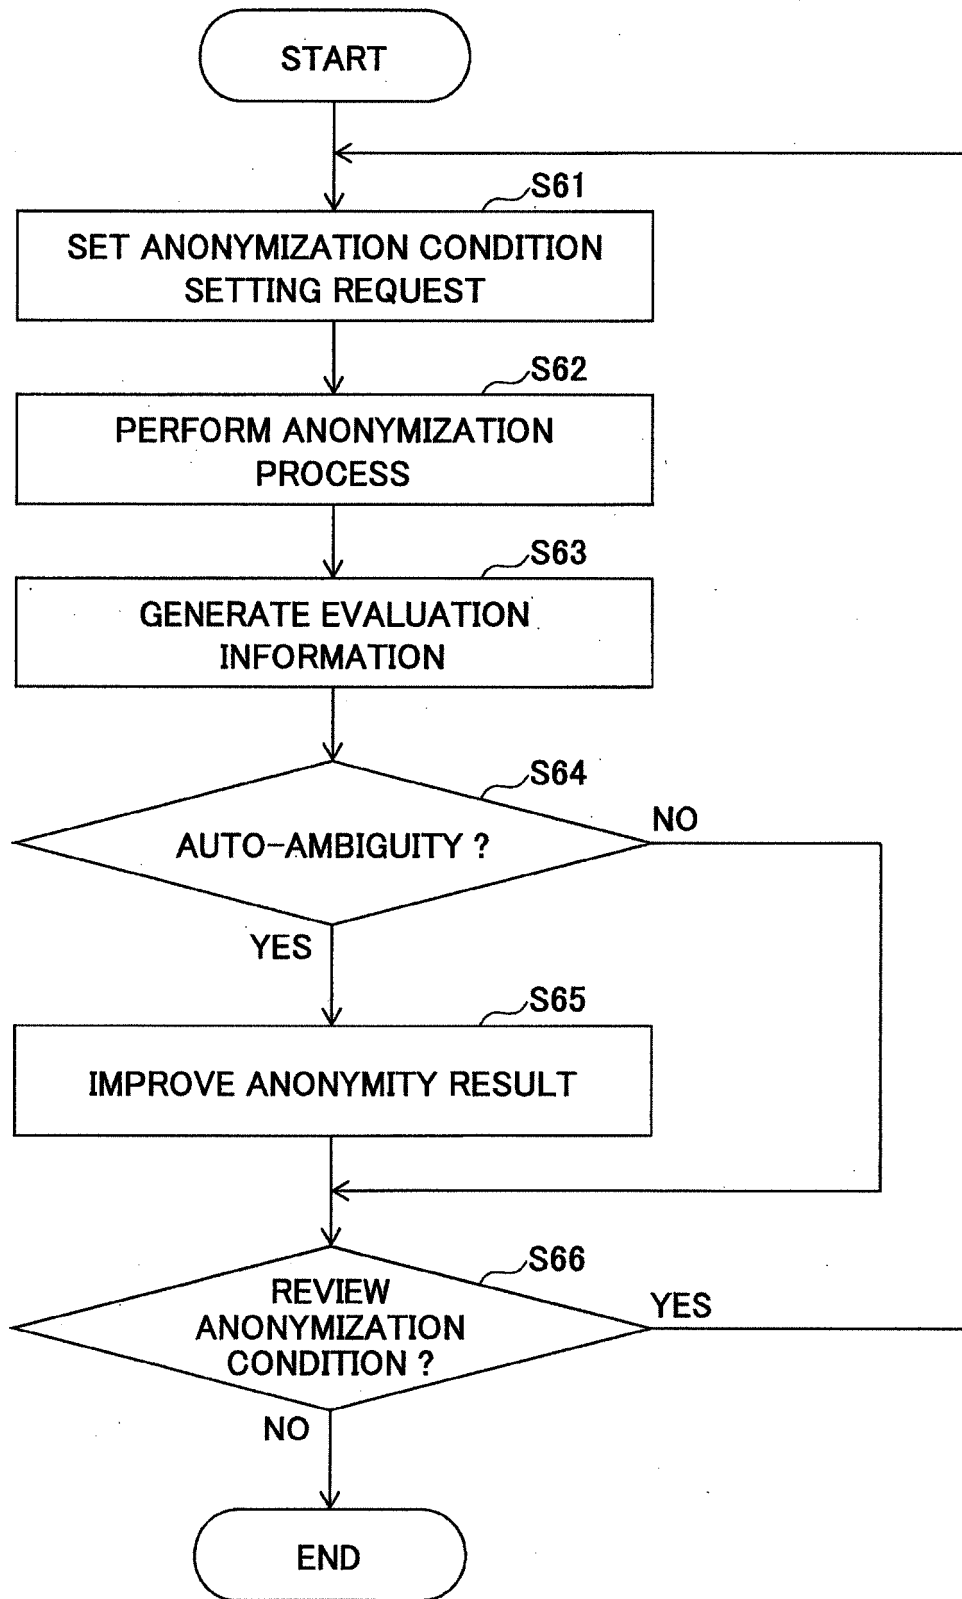 START
S61
SET ANONYMIZATION CONDITION
SETTING REQUEST
S62
PERFORM ANONYMIZATION
PROCESS
S63
GENERATE EVALUATION
INFORMATION
S64
AUTO-AMBIGUITY ?
NO
YES
S65
IMPROVE ANONYMITY RESULT
S66
REVIEW
ANONYMIZATION
CONDITION ?
YES
NO
END